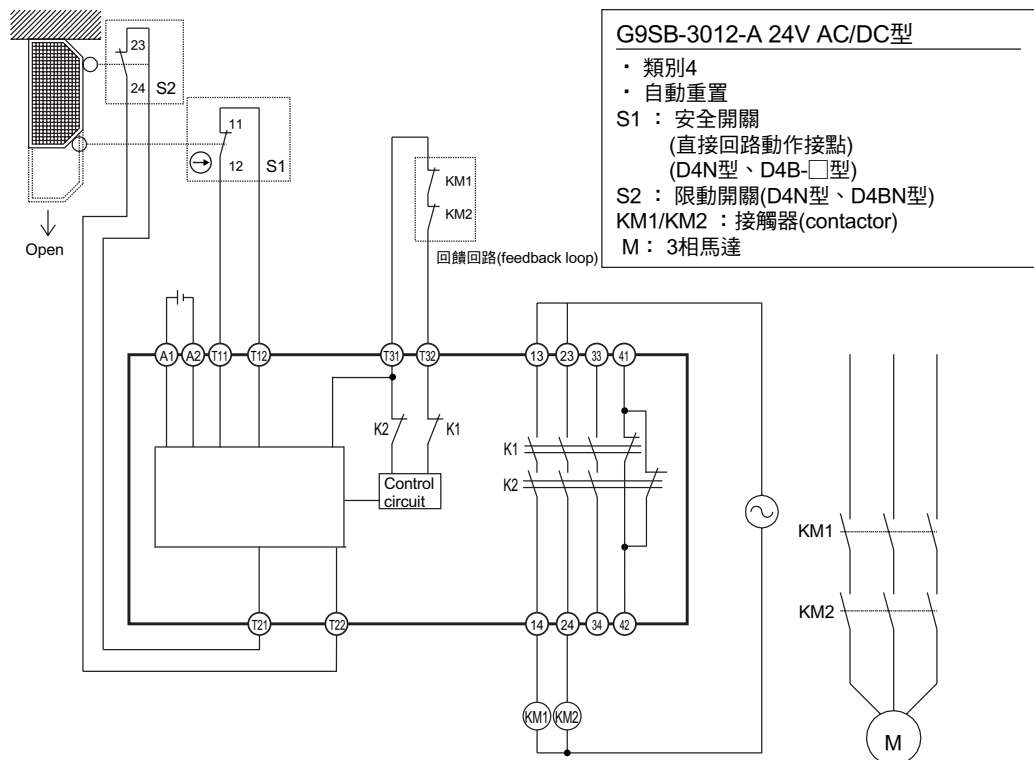 G9SB-3012-A 24V AC/DC型
・ 類別4
・ 自動重置
S1 : 安全開關
(直接回路動作接點)
(D4N型、D4B-□型)
S2 : 限動開關(D4N型、D4BN型)
KM1/KM2 : 接觸器(contactor)
M : 3相馬達
23
24 S2
11
12 S1
Open
KM1
KM2
回饋回路(feedback loop)
A1 A2 T11 T12 T31 T32 13 23 33 41
K2 K1
Control
circuit
K1
K2
T21 T22 14 24 34 42
KM1 KM2
KM1
KM2
M